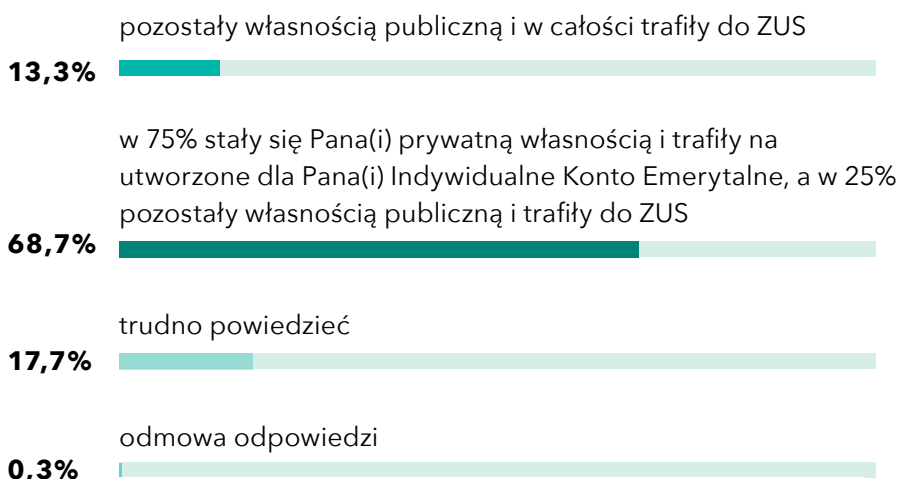 pozostały własnością publiczną i w całości trafiły do ZUS
13,3%
w 75% stały się Pana(i) prywatną własnością i trafiły na
utworzone dla Pana(i) Indywidualne Konto Emerytalne, a w 25%
pozostały własnością publiczną i trafiły do ZUS
68,7%
trudno powiedzieć
17,7%
odmowa odpowiedzi
0,3%